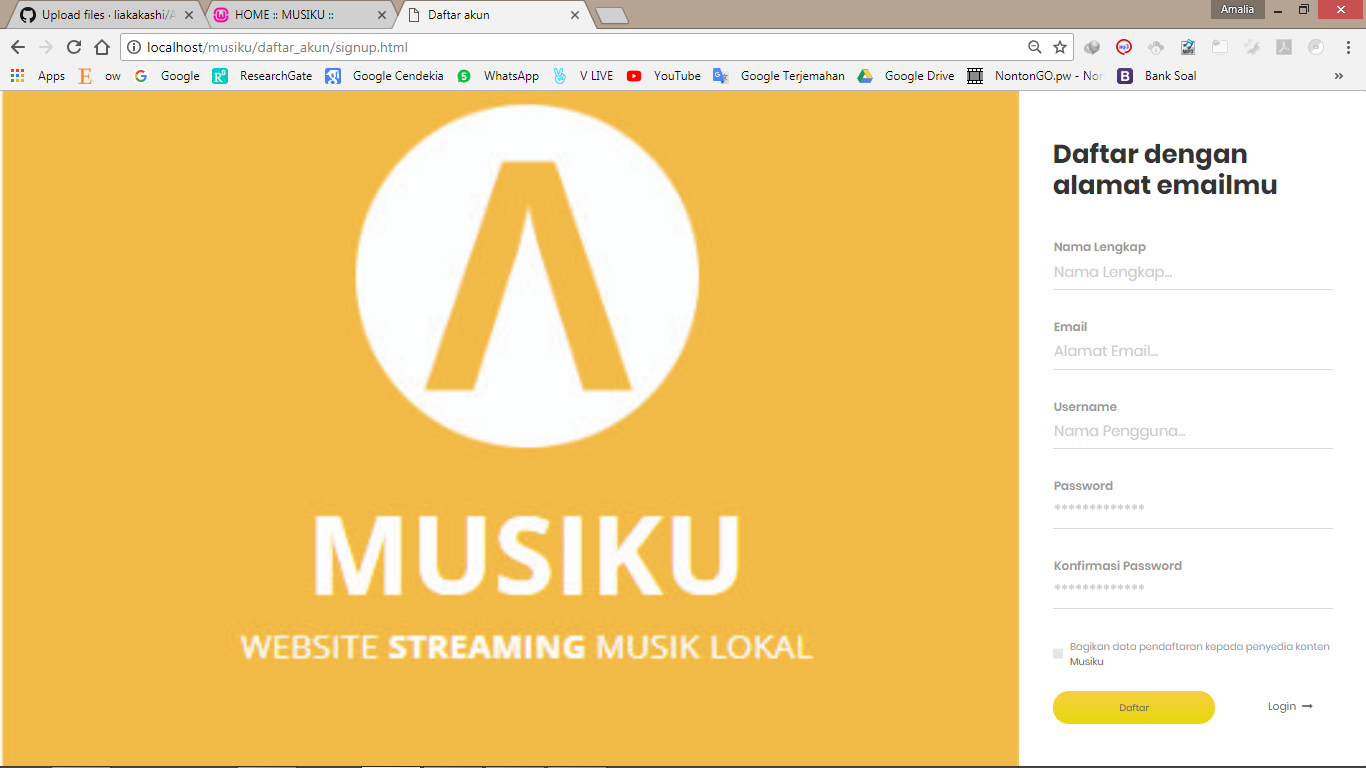 Amalia
Upload files · liakakashi/A
HOME :: MUSIKU ::
Daftar akun
localhost/musiku/daftar_akun/signup.html
Apps
ow
Google
ResearchGate
Google Cendekia
WhatsApp
V LIVE
YouTube
Google Terjemahan
Google Drive
NontonGO.pw - Non
Bank Soal
MUSIKU
WEBSITE STREAMING MUSIK LOKAL
Daftar dengan
alamat emailmu
Nama Lengkap
Nama Lengkap...
Email
Alamat Email...
Username
Nama Pengguna...
Password
*************
Konfirmasi Password
*************
Bagikan data pendaftaran kepada penyedia konten
Musiku
Daftar
Login